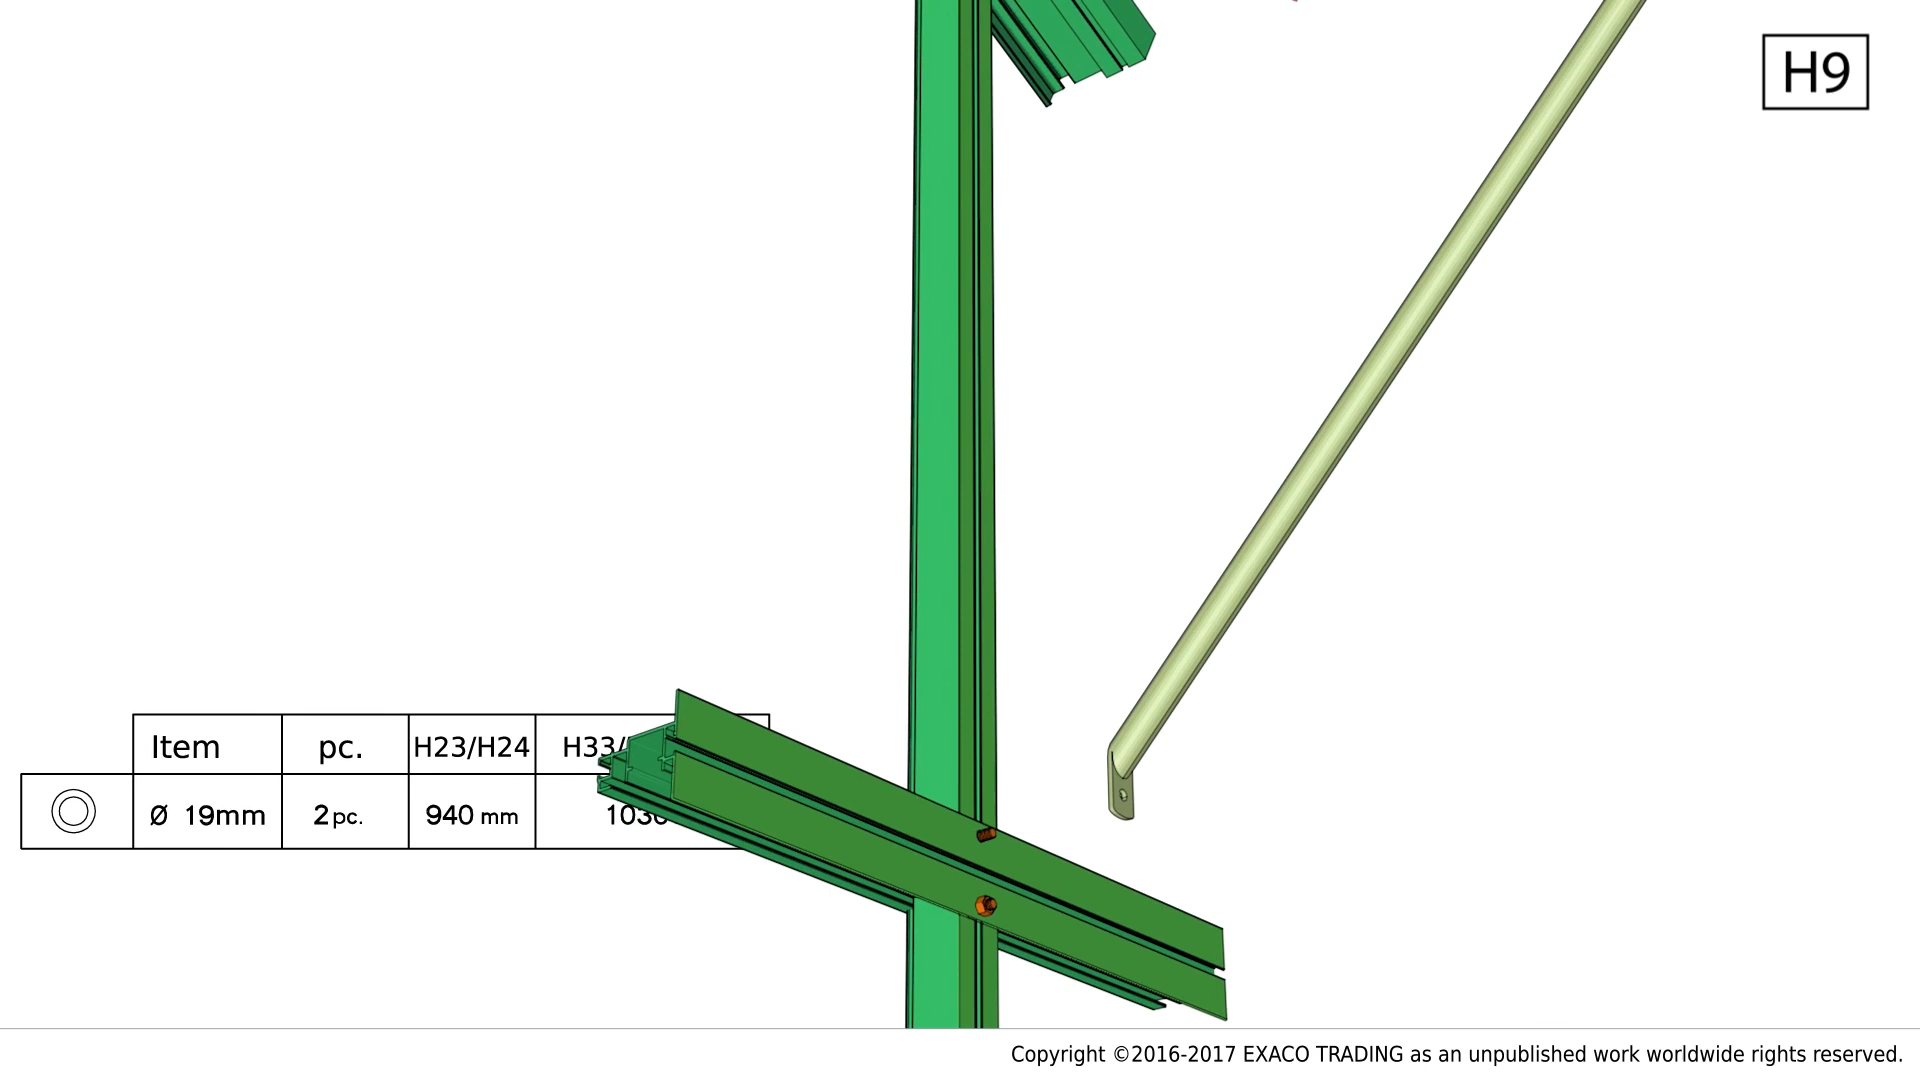 H9
Item pc. H23/H24 H33/
Ø 19mm 2 pc. 940 mm
Copyright ©2016-2017 EXACO TRADING as an unpublished work worldwide rights reserved.